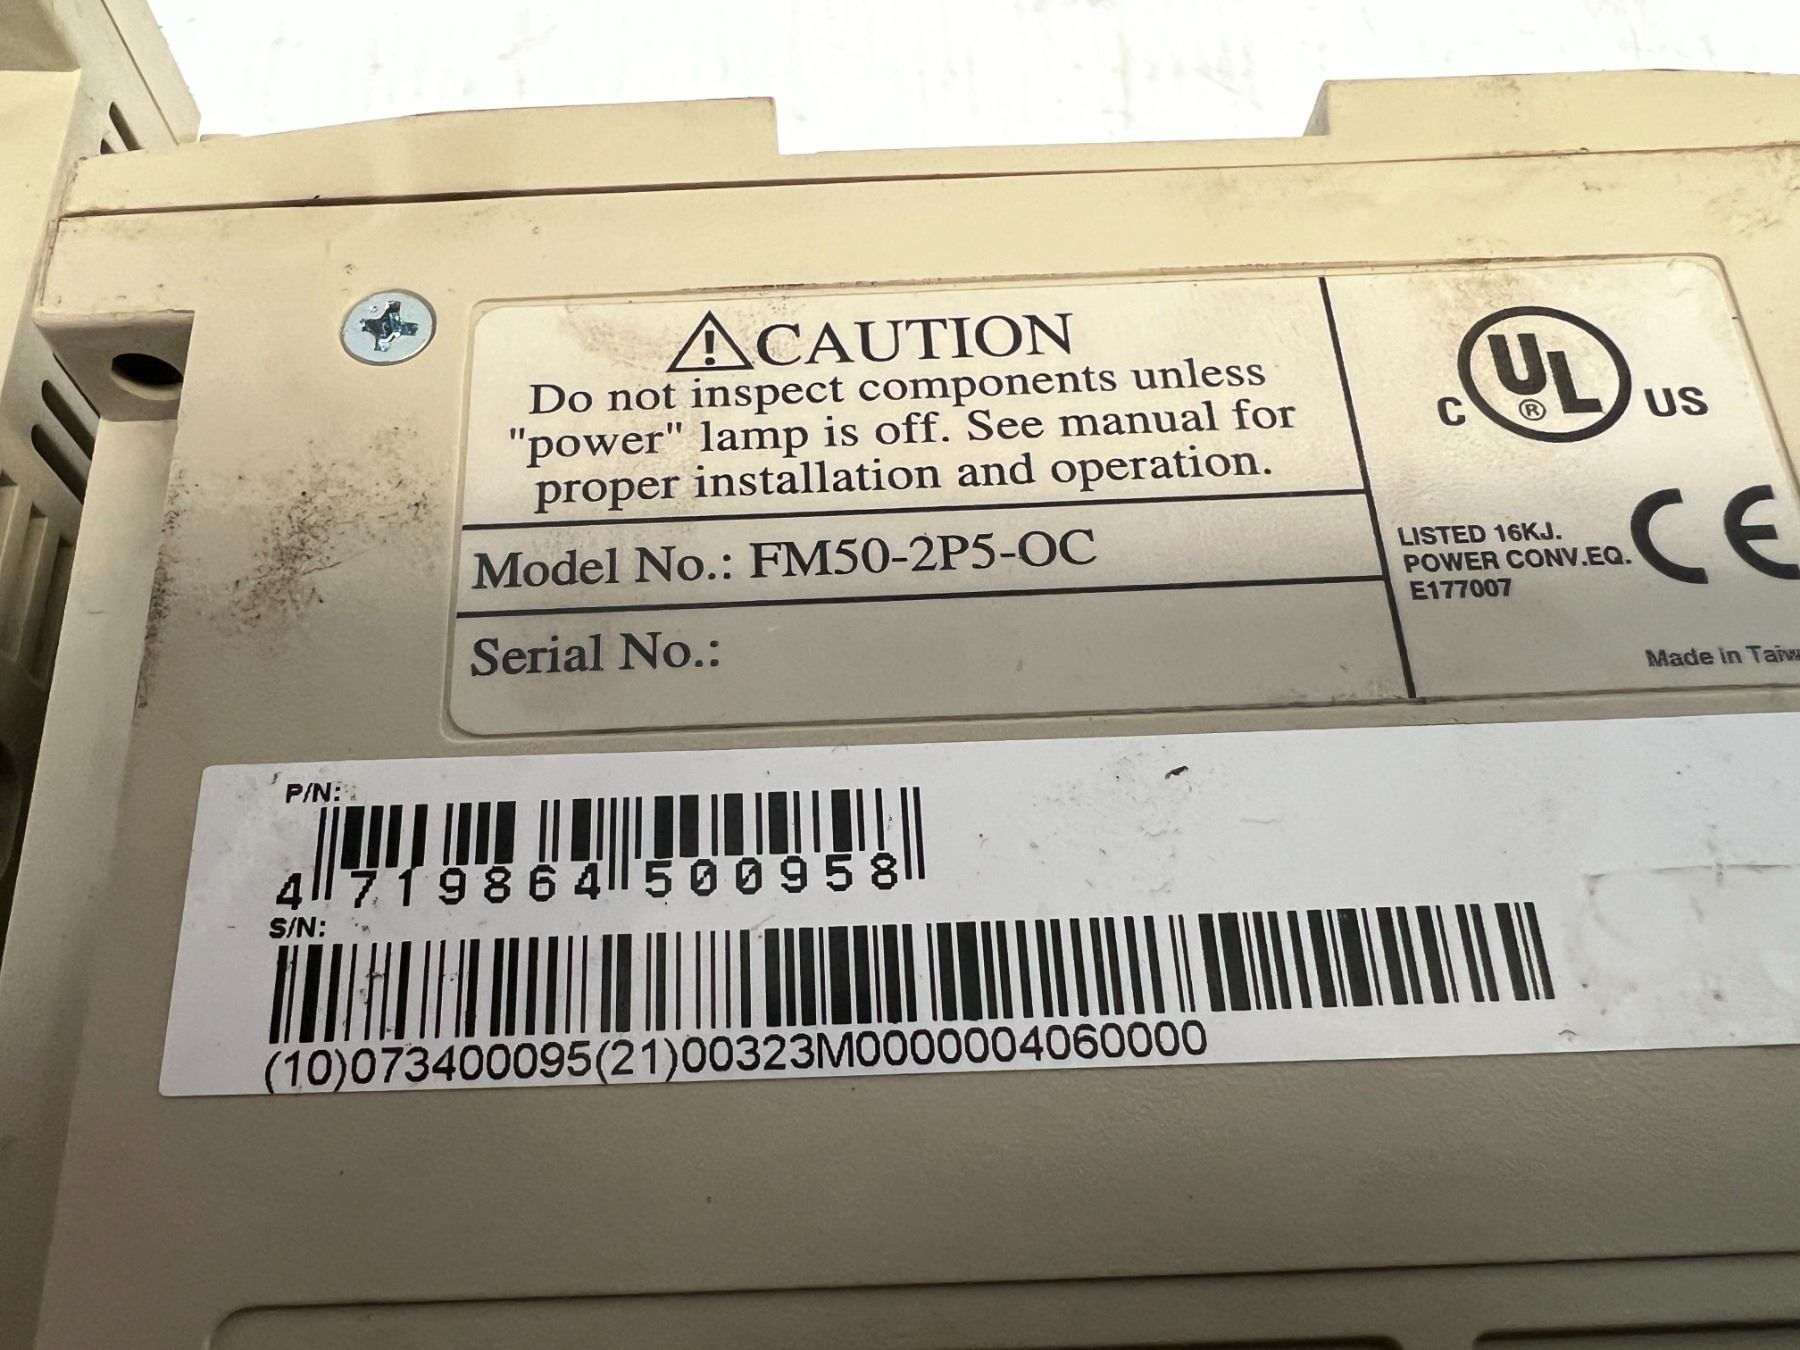 CAUTION
Do not inspect components unless
"power" lamp is off. See manual for
proper installation and operation.
Model No.: FM50-2P5-OC
Serial No.:
C UL ® US
LISTED 16KJ.
POWER CONV.EQ.
E177007
CE
Made in
P/N:
4 719864 500958
S/N:
(10)073400095(21)00323M0000004060000